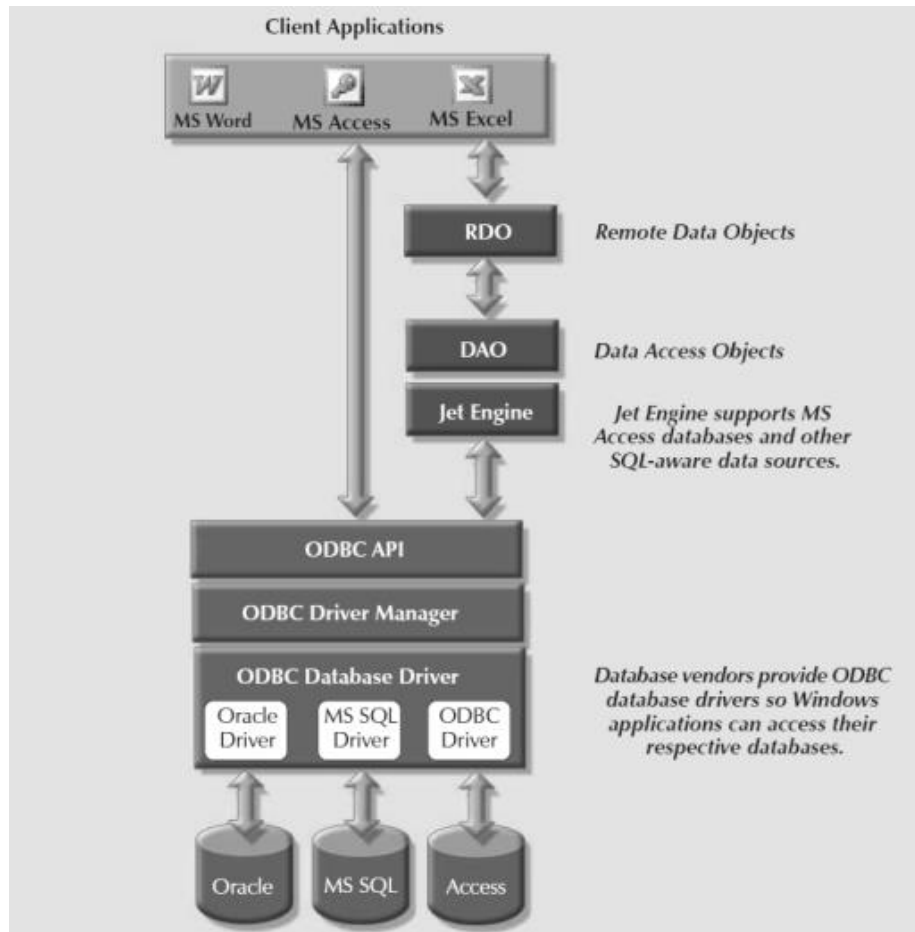 Client Applications
W
MS Word
MS Access
MS Excel
RDO
Remote Data Objects
DAO
Data Access Objects
Jet Engine
Jet Engine supports MS
Access databases and other
SQL-aware data sources.
ODBC API
ODBC Driver Manager
ODBC Database Driver
Oracle
Driver
MS SQL
Driver
ODBC
Driver
Database vendors provide ODBC
database drivers so Windows
applications can access their
respective databases.
Oracle
MS SQL
Access